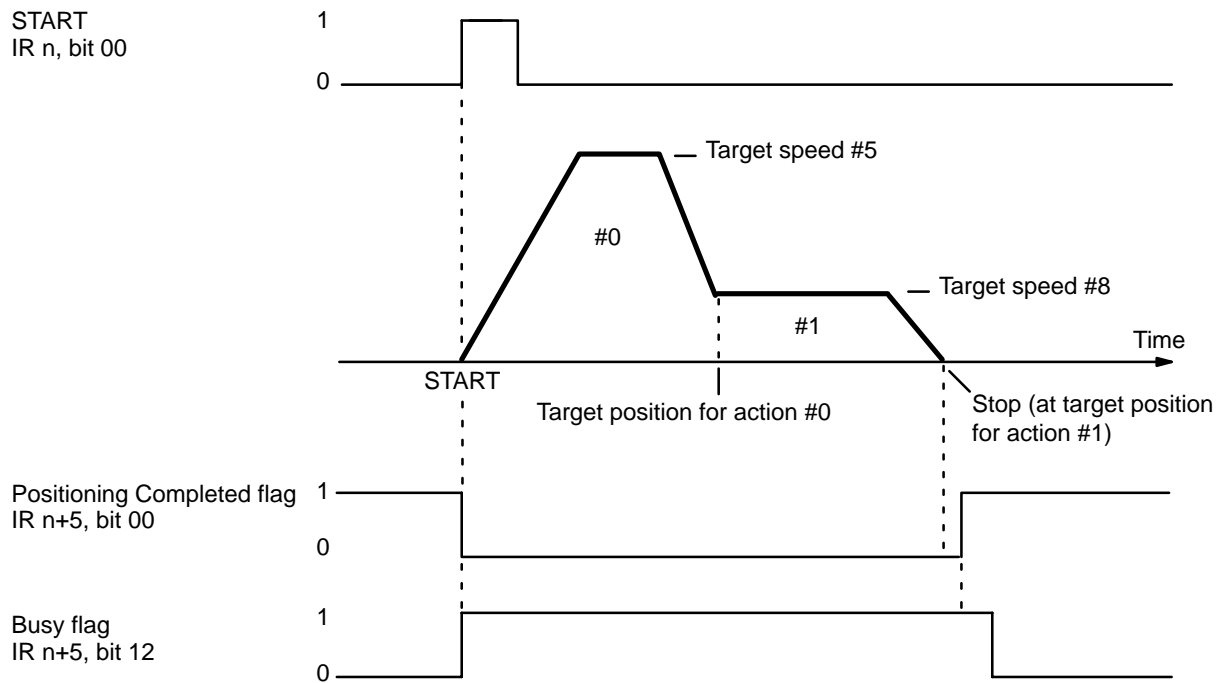 START
IR n, bit 00
1
0
Target speed #5
#0
Target speed #8
#1
Time
START
Target position for action #0
Stop (at target position
for action #1)
Positioning Completed flag
IR n+5, bit 00
1
0
Busy flag
IR n+5, bit 12
1
0